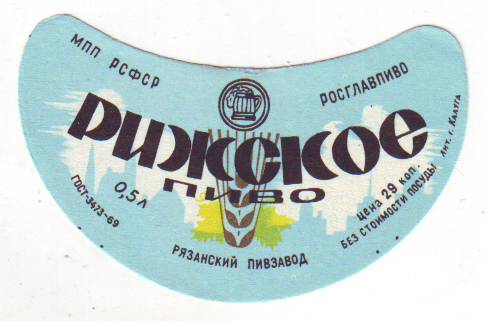 МПП РСФСР
РОСГЛАВПИВО
РИЖСКОЕ
ПИВО
ГОСТ-3473-69
0,5л
РЯЗАНСКИЙ ПИВЗАВОД
цена 29 коп.
БЕЗ СТОИМОСТИ ПОСУДЫ
Лит. г. Калуга